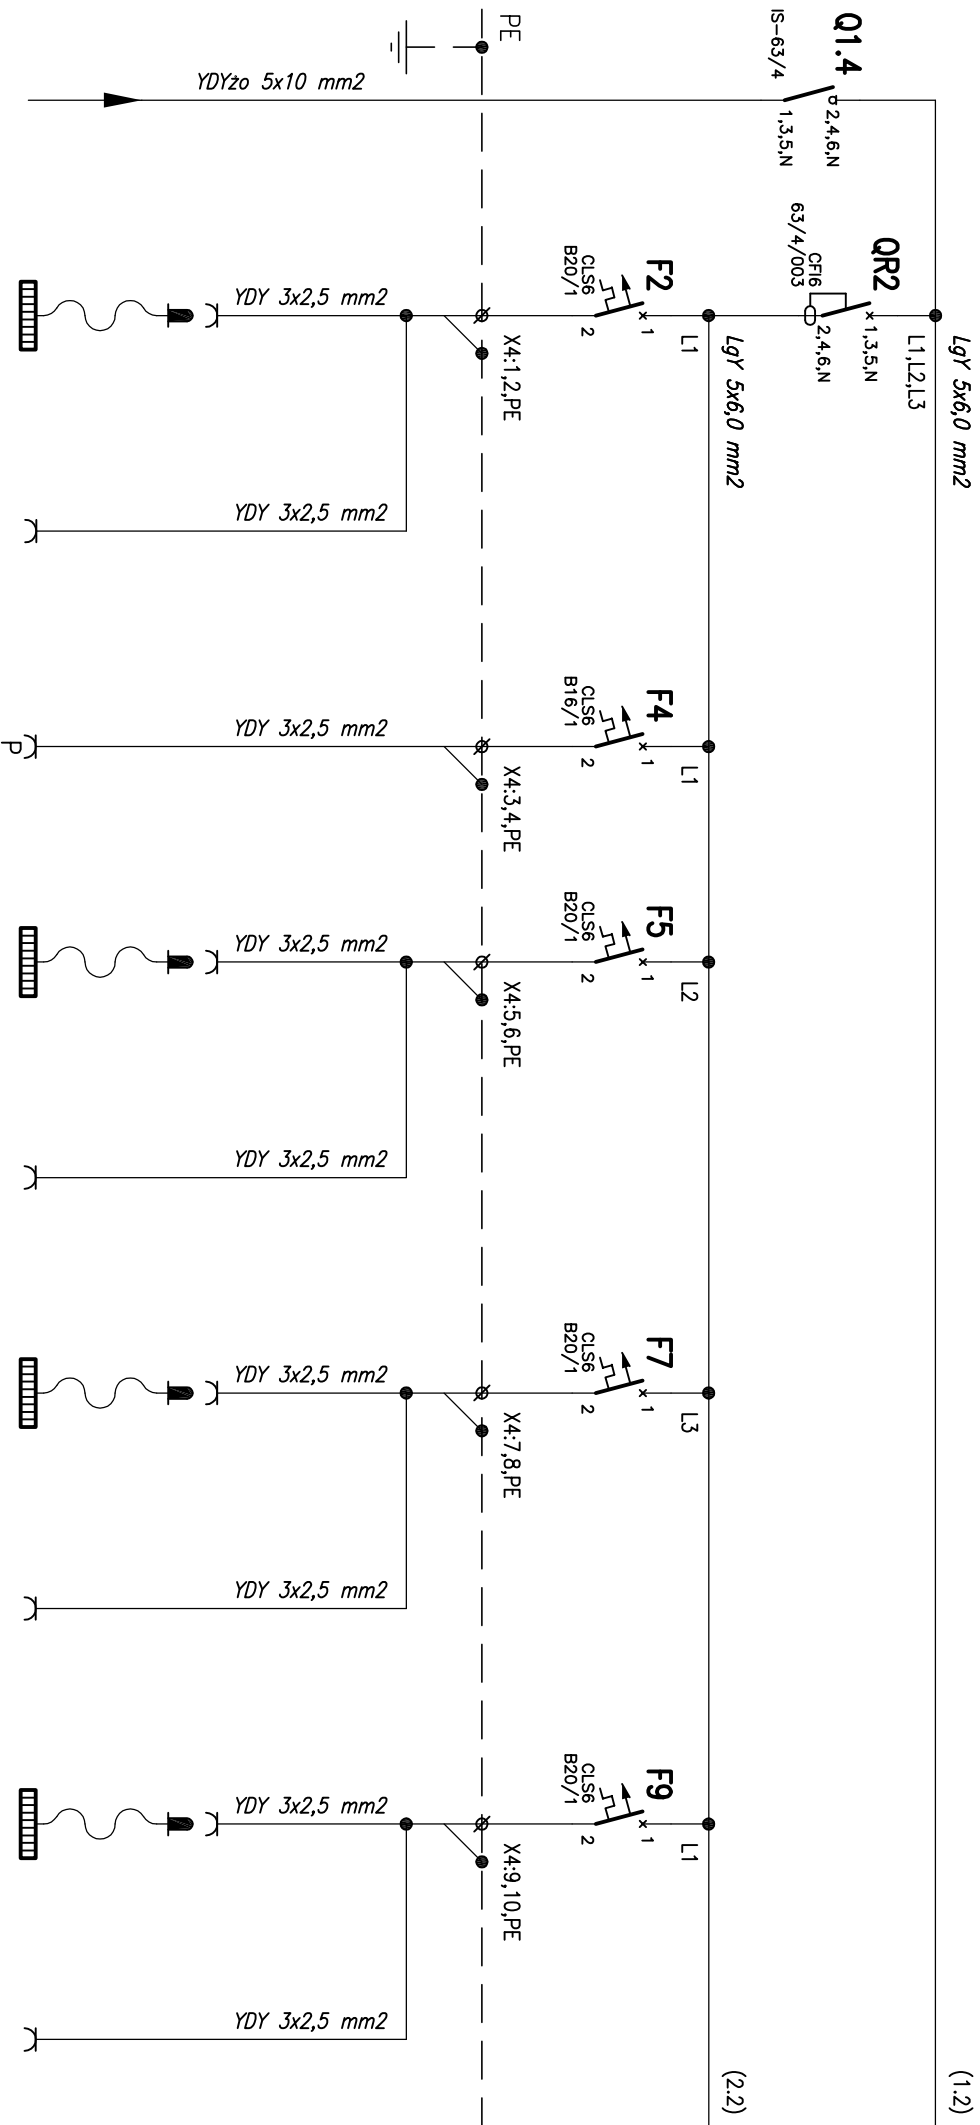 LgY 5x6,0 mm2
(1.2)
L1,L2,L3
Q1.4
IS-63/4
2,4,6,N
1,3,5,N
QR2
CFI6
63/4/003
1,3,5,N
2,4,6,N
LgY 5x6,0 mm2
(2.2)
L1
F2
CLS6
B20/1
1
2
L1
F4
CLS6
B16/1
1
2
L2
F5
CLS6
B20/1
1
2
L3
F7
CLS6
B20/1
1
2
L1
F9
CLS6
B20/1
1
2
PE
X4:1,2,PE
X4:3,4,PE
X4:5,6,PE
X4:7,8,PE
X4:9,10,PE
YDYżo 5x10 mm2
YDY 3x2,5 mm2
YDY 3x2,5 mm2
YDY 3x2,5 mm2
YDY 3x2,5 mm2
YDY 3x2,5 mm2
YDY 3x2,5 mm2
YDY 3x2,5 mm2
YDY 3x2,5 mm2
YDY 3x2,5 mm2
P